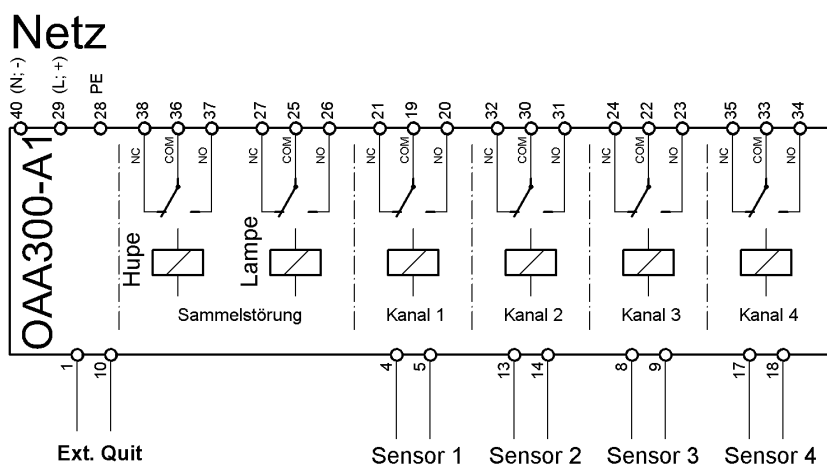 Netz
40 (N; -) 29 (L; +) 28 PE 38 36 37 27 25 26 21 19 20 32 30 31 24 22 23 35 33 34
NC COM NO NC COM NO NC COM NO NC COM NO NC COM NO NC COM NO
OAA300-A1
Hupe Lampe
Sammelstörung Kanal 1 Kanal 2 Kanal 3 Kanal 4
1 10 4 5 13 14 8 9 17 18
Ext. Quit Sensor 1 Sensor 2 Sensor 3 Sensor 4